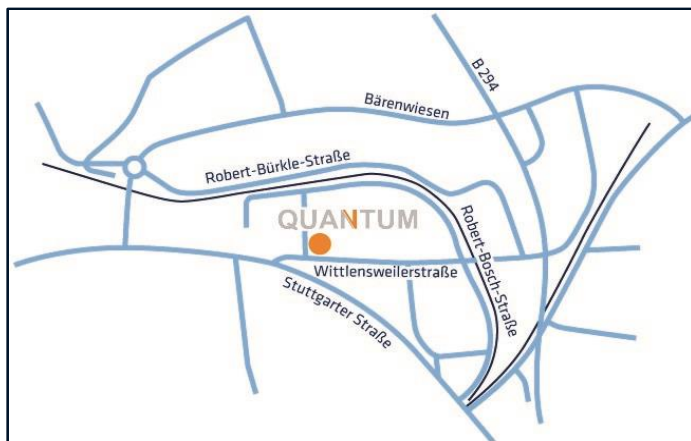 B 294
Bärenwiesen
Robert-Bürkle-Straße
QUANTUM
Robert-Bosch-Straße
Wittlensweilerstraße
Stuttgarter Straße